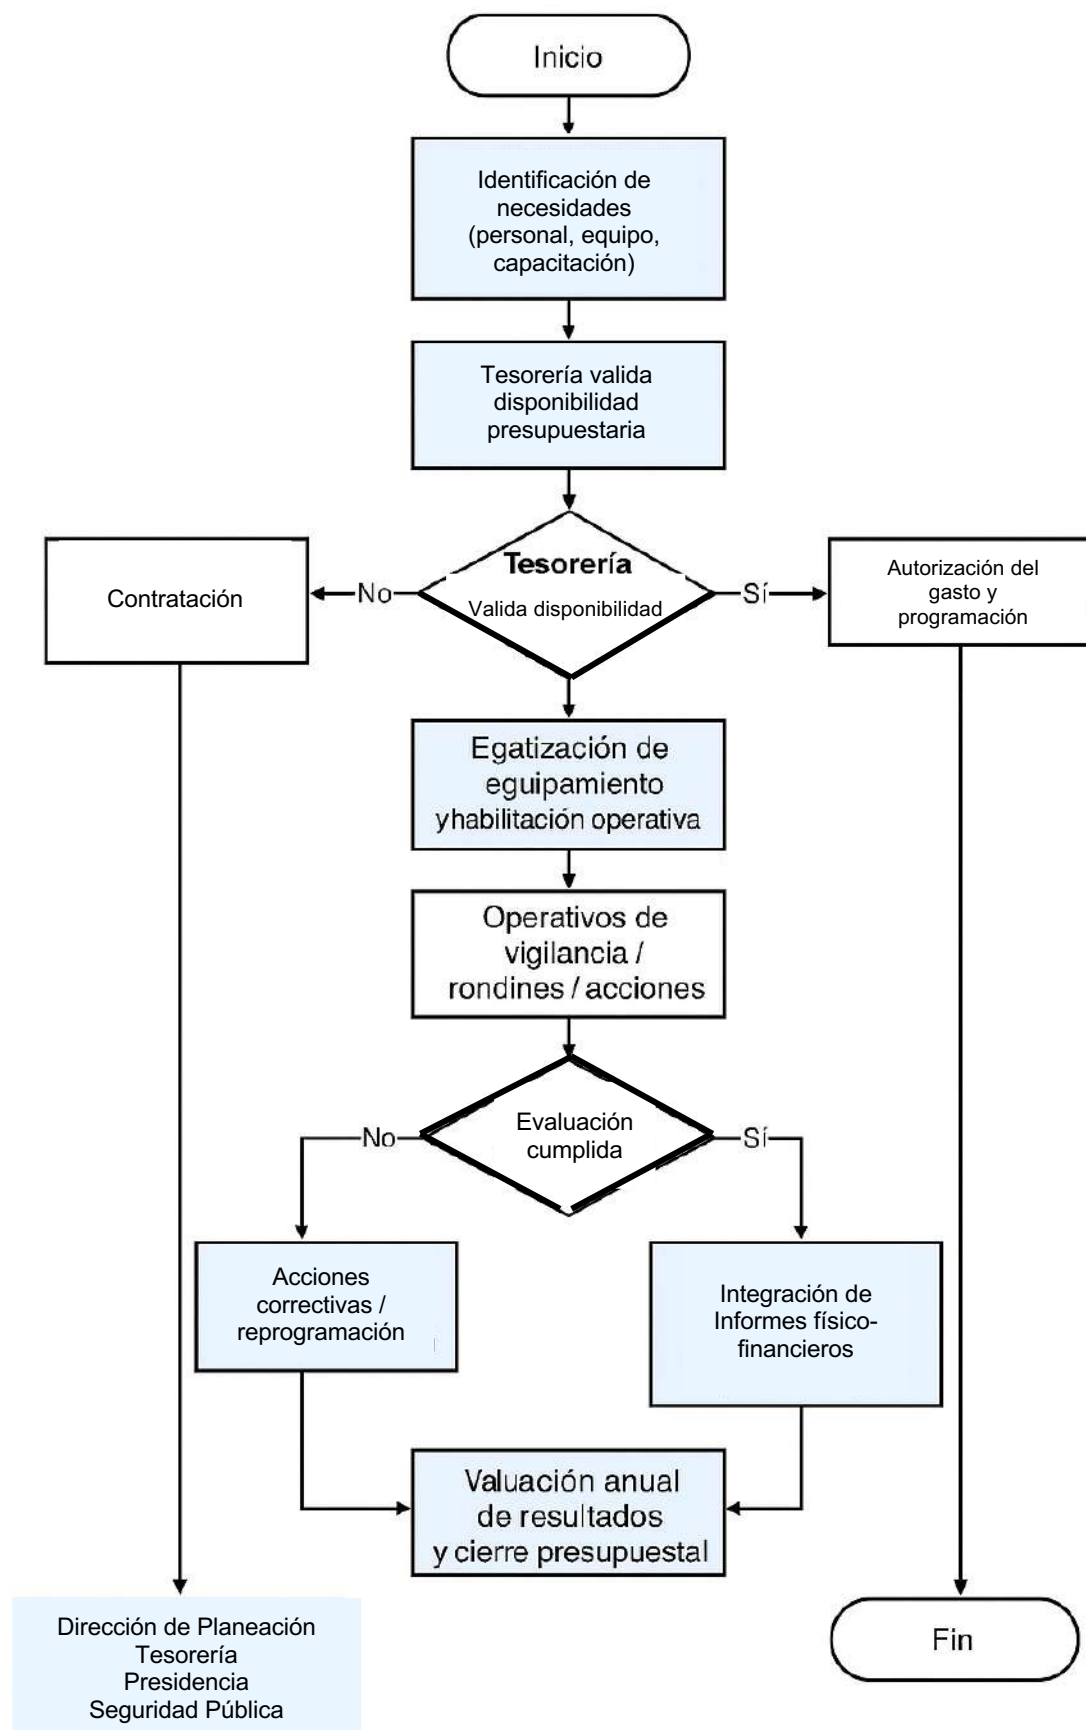 Inicio
Identificación de
necesidades
(personal, equipo,
capacitación)
Tesorería valida
disponibilidad
presupuestaria
Contratación
No
Tesorería
Valida disponibilidad
Sí
Autorización del
gasto y
programación
Egatización de
eguipamiento
yhabilitación operativa
Operativos de
vigilancia /
rondines / acciones
No
Evaluación
cumplida
Sí
Acciones
correctivas /
reprogramación
Integración de
Informes físico-
financieros
Valuación anual
de resultados
y cierre presupuestal
Dirección de Planeación
Tesorería
Presidencia
Seguridad Pública
Fin